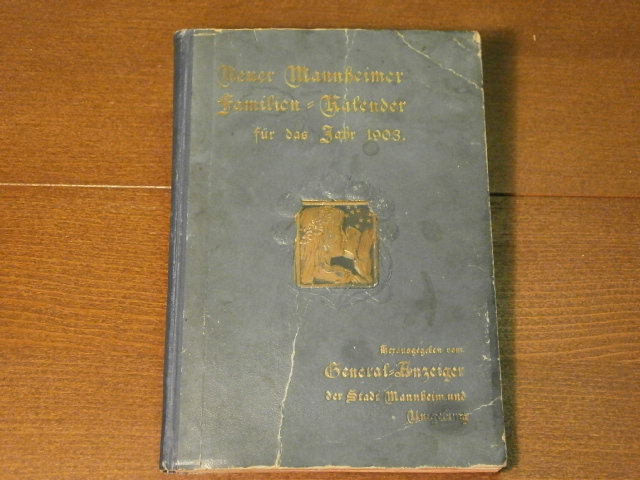 Neuer Mannheimer
Familien-Kalender
für das Jahr 1903.
Herausgegeben vom
General-Anzeiger
der Stadt Mannheim und
Umgebung